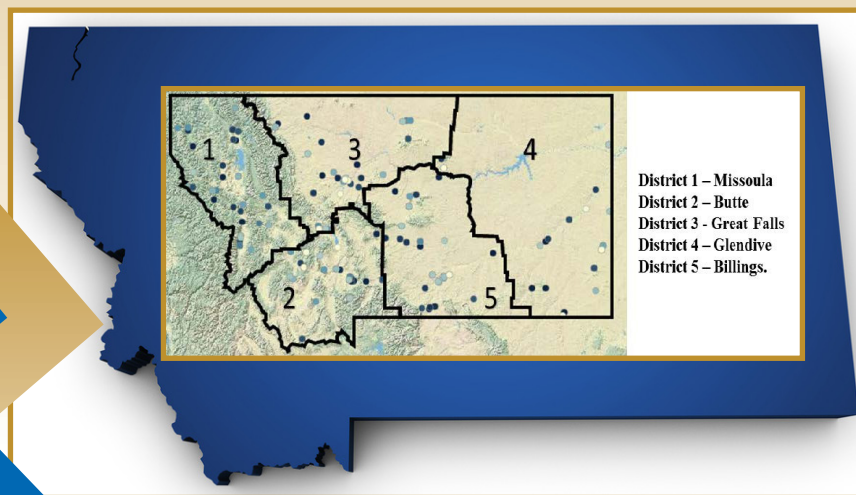 1
3
4
2
5
District 1 – Missoula
District 2 – Butte
District 3 - Great Falls
District 4 – Glendive
District 5 – Billings.